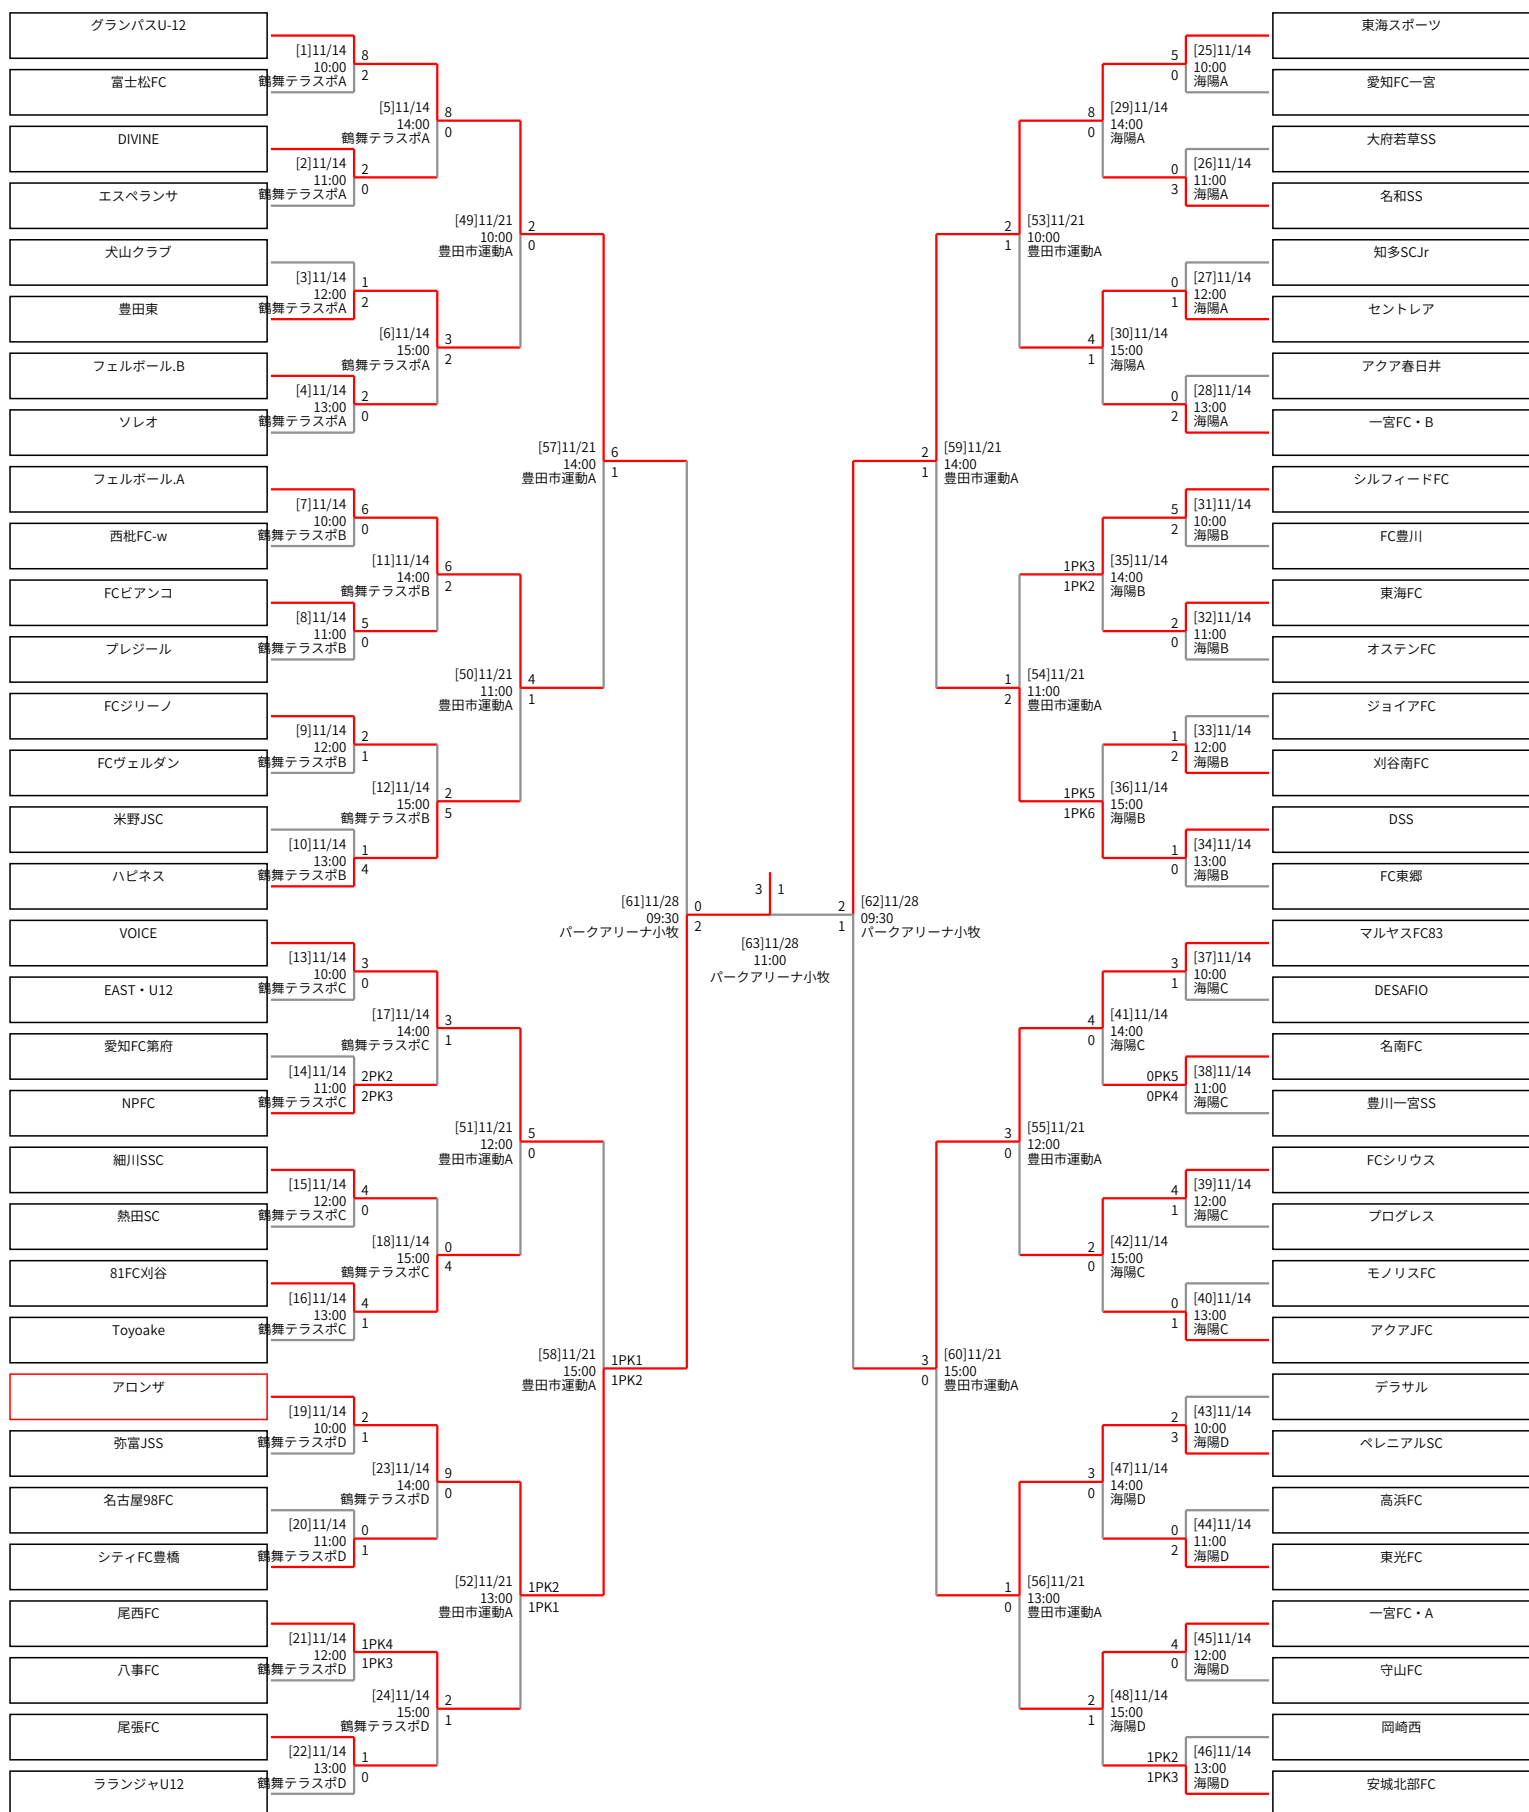 グランパスU-12
富士松FC
DIVINE
エスペランサ
犬山クラブ
豊田東
フェルボール.B
ソレオ
フェルボール.A
西枇FC-w
FCビアンコ
プレジール
FCジリーノ
FCヴェルダン
米野JSC
ハピネス
VOICE
EAST・U12
愛知FC第府
NPFC
細川SSC
熱田SC
81FC刈谷
Toyoake
アロンザ
弥富JSS
名古屋98FC
シティFC豊橋
尾西FC
八事FC
尾張FC
ラランジャU12
[1]11/14
10:00
鶴舞テラスポA
8
2
[2]11/14
11:00
鶴舞テラスポA
2
0
[3]11/14
12:00
鶴舞テラスポA
1
2
[4]11/14
13:00
鶴舞テラスポA
2
0
[7]11/14
10:00
鶴舞テラスポB
6
0
[8]11/14
11:00
鶴舞テラスポB
5
0
[9]11/14
12:00
鶴舞テラスポB
2
1
[10]11/14
13:00
鶴舞テラスポB
1
4
[13]11/14
10:00
鶴舞テラスポC
3
0
[14]11/14
11:00
鶴舞テラスポC
2PK2
2PK3
[15]11/14
12:00
鶴舞テラスポC
4
0
[16]11/14
13:00
鶴舞テラスポC
4
1
[19]11/14
10:00
鶴舞テラスポD
2
1
[20]11/14
11:00
鶴舞テラスポD
0
1
[21]11/14
12:00
鶴舞テラスポD
1PK4
1PK3
[22]11/14
13:00
鶴舞テラスポD
1
0
[5]11/14
14:00
鶴舞テラスポA
8
0
[6]11/14
15:00
鶴舞テラスポA
3
2
[11]11/14
14:00
鶴舞テラスポB
6
2
[12]11/14
15:00
鶴舞テラスポB
2
5
[17]11/14
14:00
鶴舞テラスポC
3
1
[18]11/14
15:00
鶴舞テラスポC
0
4
[23]11/14
14:00
鶴舞テラスポD
9
0
[24]11/14
15:00
鶴舞テラスポD
2
1
[49]11/21
10:00
豊田市運動A
2
0
[50]11/21
11:00
豊田市運動A
4
1
[51]11/21
12:00
豊田市運動A
5
0
[52]11/21
13:00
豊田市運動A
1PK2
1PK1
[57]11/21
14:00
豊田市運動A
6
1
[58]11/21
15:00
豊田市運動A
1PK1
1PK2
[61]11/28
09:30
パークアリーナ小牧
0
2
3
1
[63]11/28
11:00
パークアリーナ小牧
2
1
[62]11/28
09:30
パークアリーナ小牧
2
1
[59]11/21
14:00
豊田市運動A
3
0
[60]11/21
15:00
豊田市運動A
2
1
[53]11/21
10:00
豊田市運動A
1
2
[54]11/21
11:00
豊田市運動A
3
0
[55]11/21
12:00
豊田市運動A
1
0
[56]11/21
13:00
豊田市運動A
8
0
[29]11/14
14:00
海陽A
4
1
[30]11/14
15:00
海陽A
1PK3
1PK2
[35]11/14
14:00
海陽B
1PK5
1PK6
[36]11/14
15:00
海陽B
4
0
[41]11/14
14:00
海陽C
2
0
[42]11/14
15:00
海陽C
3
0
[47]11/14
14:00
海陽D
2
1
[48]11/14
15:00
海陽D
5
0
[25]11/14
10:00
海陽A
0
3
[26]11/14
11:00
海陽A
0
1
[27]11/14
12:00
海陽A
0
2
[28]11/14
13:00
海陽A
5
2
[31]11/14
10:00
海陽B
2
0
[32]11/14
11:00
海陽B
1
2
[33]11/14
12:00
海陽B
1
0
[34]11/14
13:00
海陽B
3
1
[37]11/14
10:00
海陽C
0PK5
0PK4
[38]11/14
11:00
海陽C
4
1
[39]11/14
12:00
海陽C
0
1
[40]11/14
13:00
海陽C
2
3
[43]11/14
10:00
海陽D
0
2
[44]11/14
11:00
海陽D
4
0
[45]11/14
12:00
海陽D
1PK2
1PK3
[46]11/14
13:00
海陽D
東海スポーツ
愛知FC一宮
大府若草SS
名和SS
知多SCJr
セントレア
アクア春日井
一宮FC・B
シルフィードFC
FC豊川
東海FC
オステンFC
ジョイアFC
刈谷南FC
DSS
FC東郷
マルヤスFC83
DESAFIO
名南FC
豊川一宮SS
FCシリウス
プログレス
モノリスFC
アクアJFC
デラサル
ペレニアルSC
高浜FC
東光FC
一宮FC・A
守山FC
岡崎西
安城北部FC